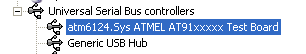 Universal Serial Bus controllers
atm6124.Sys ATMEL AT91xxxxx Test Board
Generic USB Hub